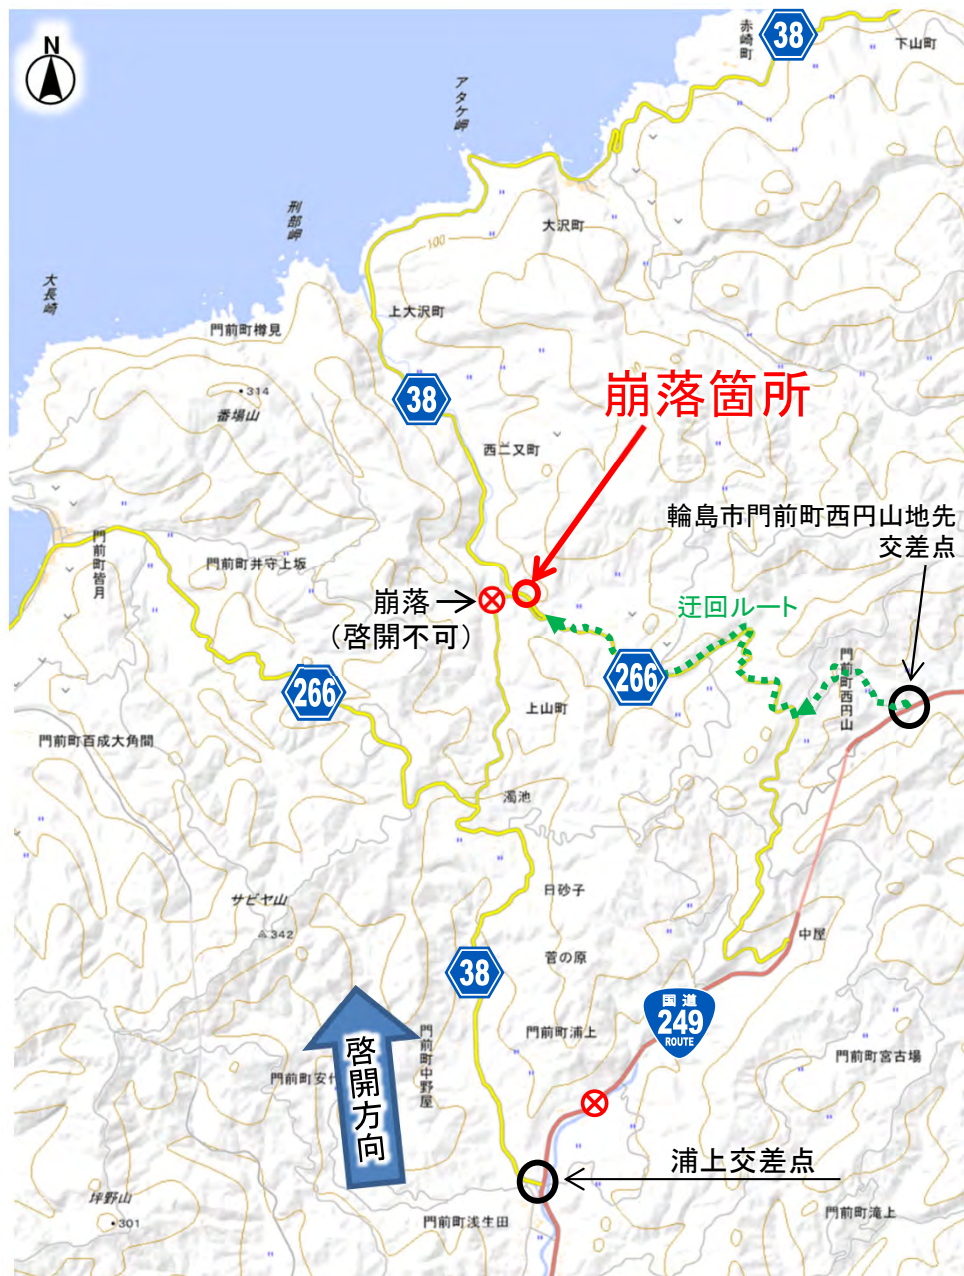 N
38
赤崎町
下山町
アタケ岬
刑部岬
大沢町
100
大長崎
上大沢町
門前町樽見
・314
番場山
38
崩落箇所
西二又町
輪島市門前町西円山地先
交差点
門前町皆月
門前町井守上坂
崩落
(啓開不可)
迂回ルート
266
266
門前町西円山
上山町
門前町百成大角間
濁池
日砂子
サビヤ山
△342
中屋
菅の原
38
国道
249
ROUTE
啓開方向
門前町中野屋
門前町浦上
門前町宮古場
浦上交差点
坪野山
・301
門前町浅生田
門前町滝上